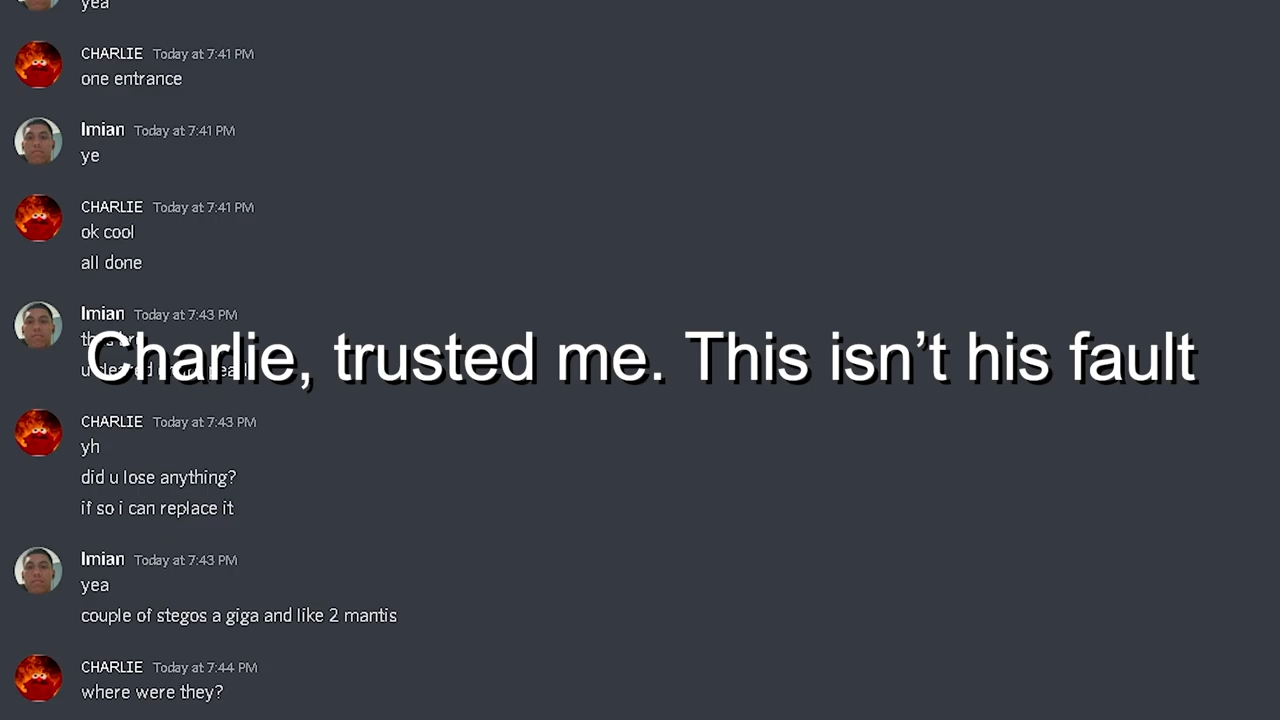 yea
CHARLIE Today at 7:41 PM
one entrance
Imian Today at 7:41 PM
ye
CHARLIE Today at 7:41 PM
ok cool
all done
Imian Today at 7:43 PM
Charlie, trusted me. This isn’t his fault
CHARLIE Today at 7:43 PM
yh
did u lose anything?
if so i can replace it
Imian Today at 7:43 PM
yea
couple of stegos a giga and like 2 mantis
CHARLIE Today at 7:44 PM
where were they?